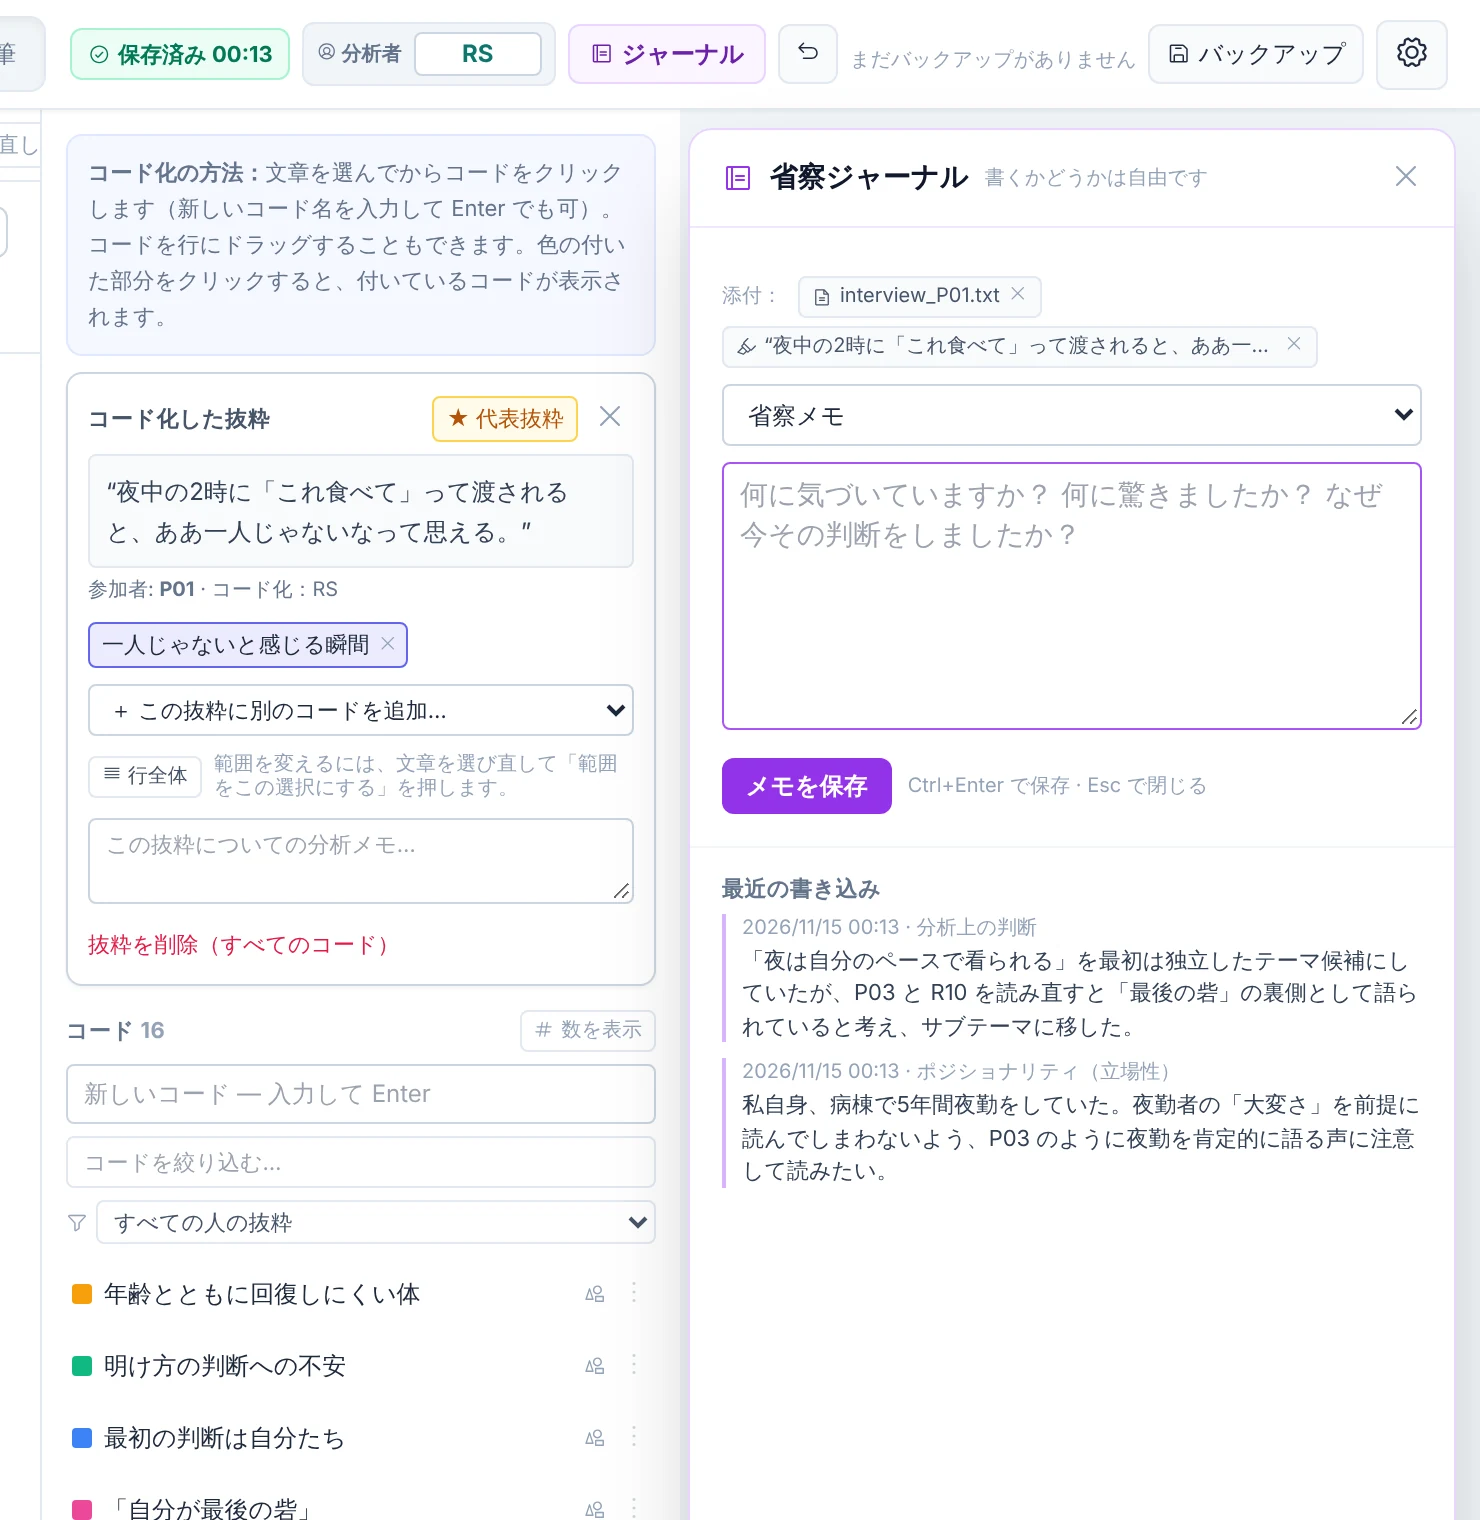 筆
保存済み 00:13
分析者
RS
ジャーナル
まだバックアップがありません
バックアップ
直し
コード化の方法：文章を選んでからコードをクリック
します（新しいコード名を入力して Enter でも可）。
コードを行にドラッグすることもできます。色の付い
た部分をクリックすると、付いているコードが表示さ
れます。
コード化した抜粋
★ 代表抜粋
“夜中の2時に「これ食べて」って渡される
と、ああ一人じゃないなって思える。”
参加者: P01 · コード化：RS
一人じゃないと感じる瞬間
＋ この抜粋に別のコードを追加...
行全体
範囲を変えるには、文章を選び直して「範囲
をこの選択にする」を押します。
この抜粋についての分析メモ...
抜粋を削除（すべてのコード）
コード 16
数を表示
新しいコード — 入力して Enter
コードを絞り込む...
すべての人の抜粋
年齢とともに回復しにくい体
明け方の判断への不安
最初の判断は自分たち
「自分が最後の砦」
省察ジャーナル
書くかどうかは自由です
添付：
interview_P01.txt
“夜中の2時に「これ食べて」って渡されると、ああ一...
省察メモ
何に気づいていますか？ 何に驚きましたか？ なぜ
今その判断をしましたか？
メモを保存
Ctrl+Enter で保存 · Esc で閉じる
最近の書き込み
2026/11/15 00:13 · 分析上の判断
「夜は自分のペースで看られる」を最初は独立したテーマ候補にし
ていたが、P03 と R10 を読み直すと「最後の砦」の裏側として語ら
れていると考え、サブテーマに移した。
2026/11/15 00:13 · ポジショナリティ（立場性）
私自身、病棟で5年間夜勤をしていた。夜勤者の「大変さ」を前提に
読んでしまわないよう、P03 のように夜勤を肯定的に語る声に注意
して読みたい。